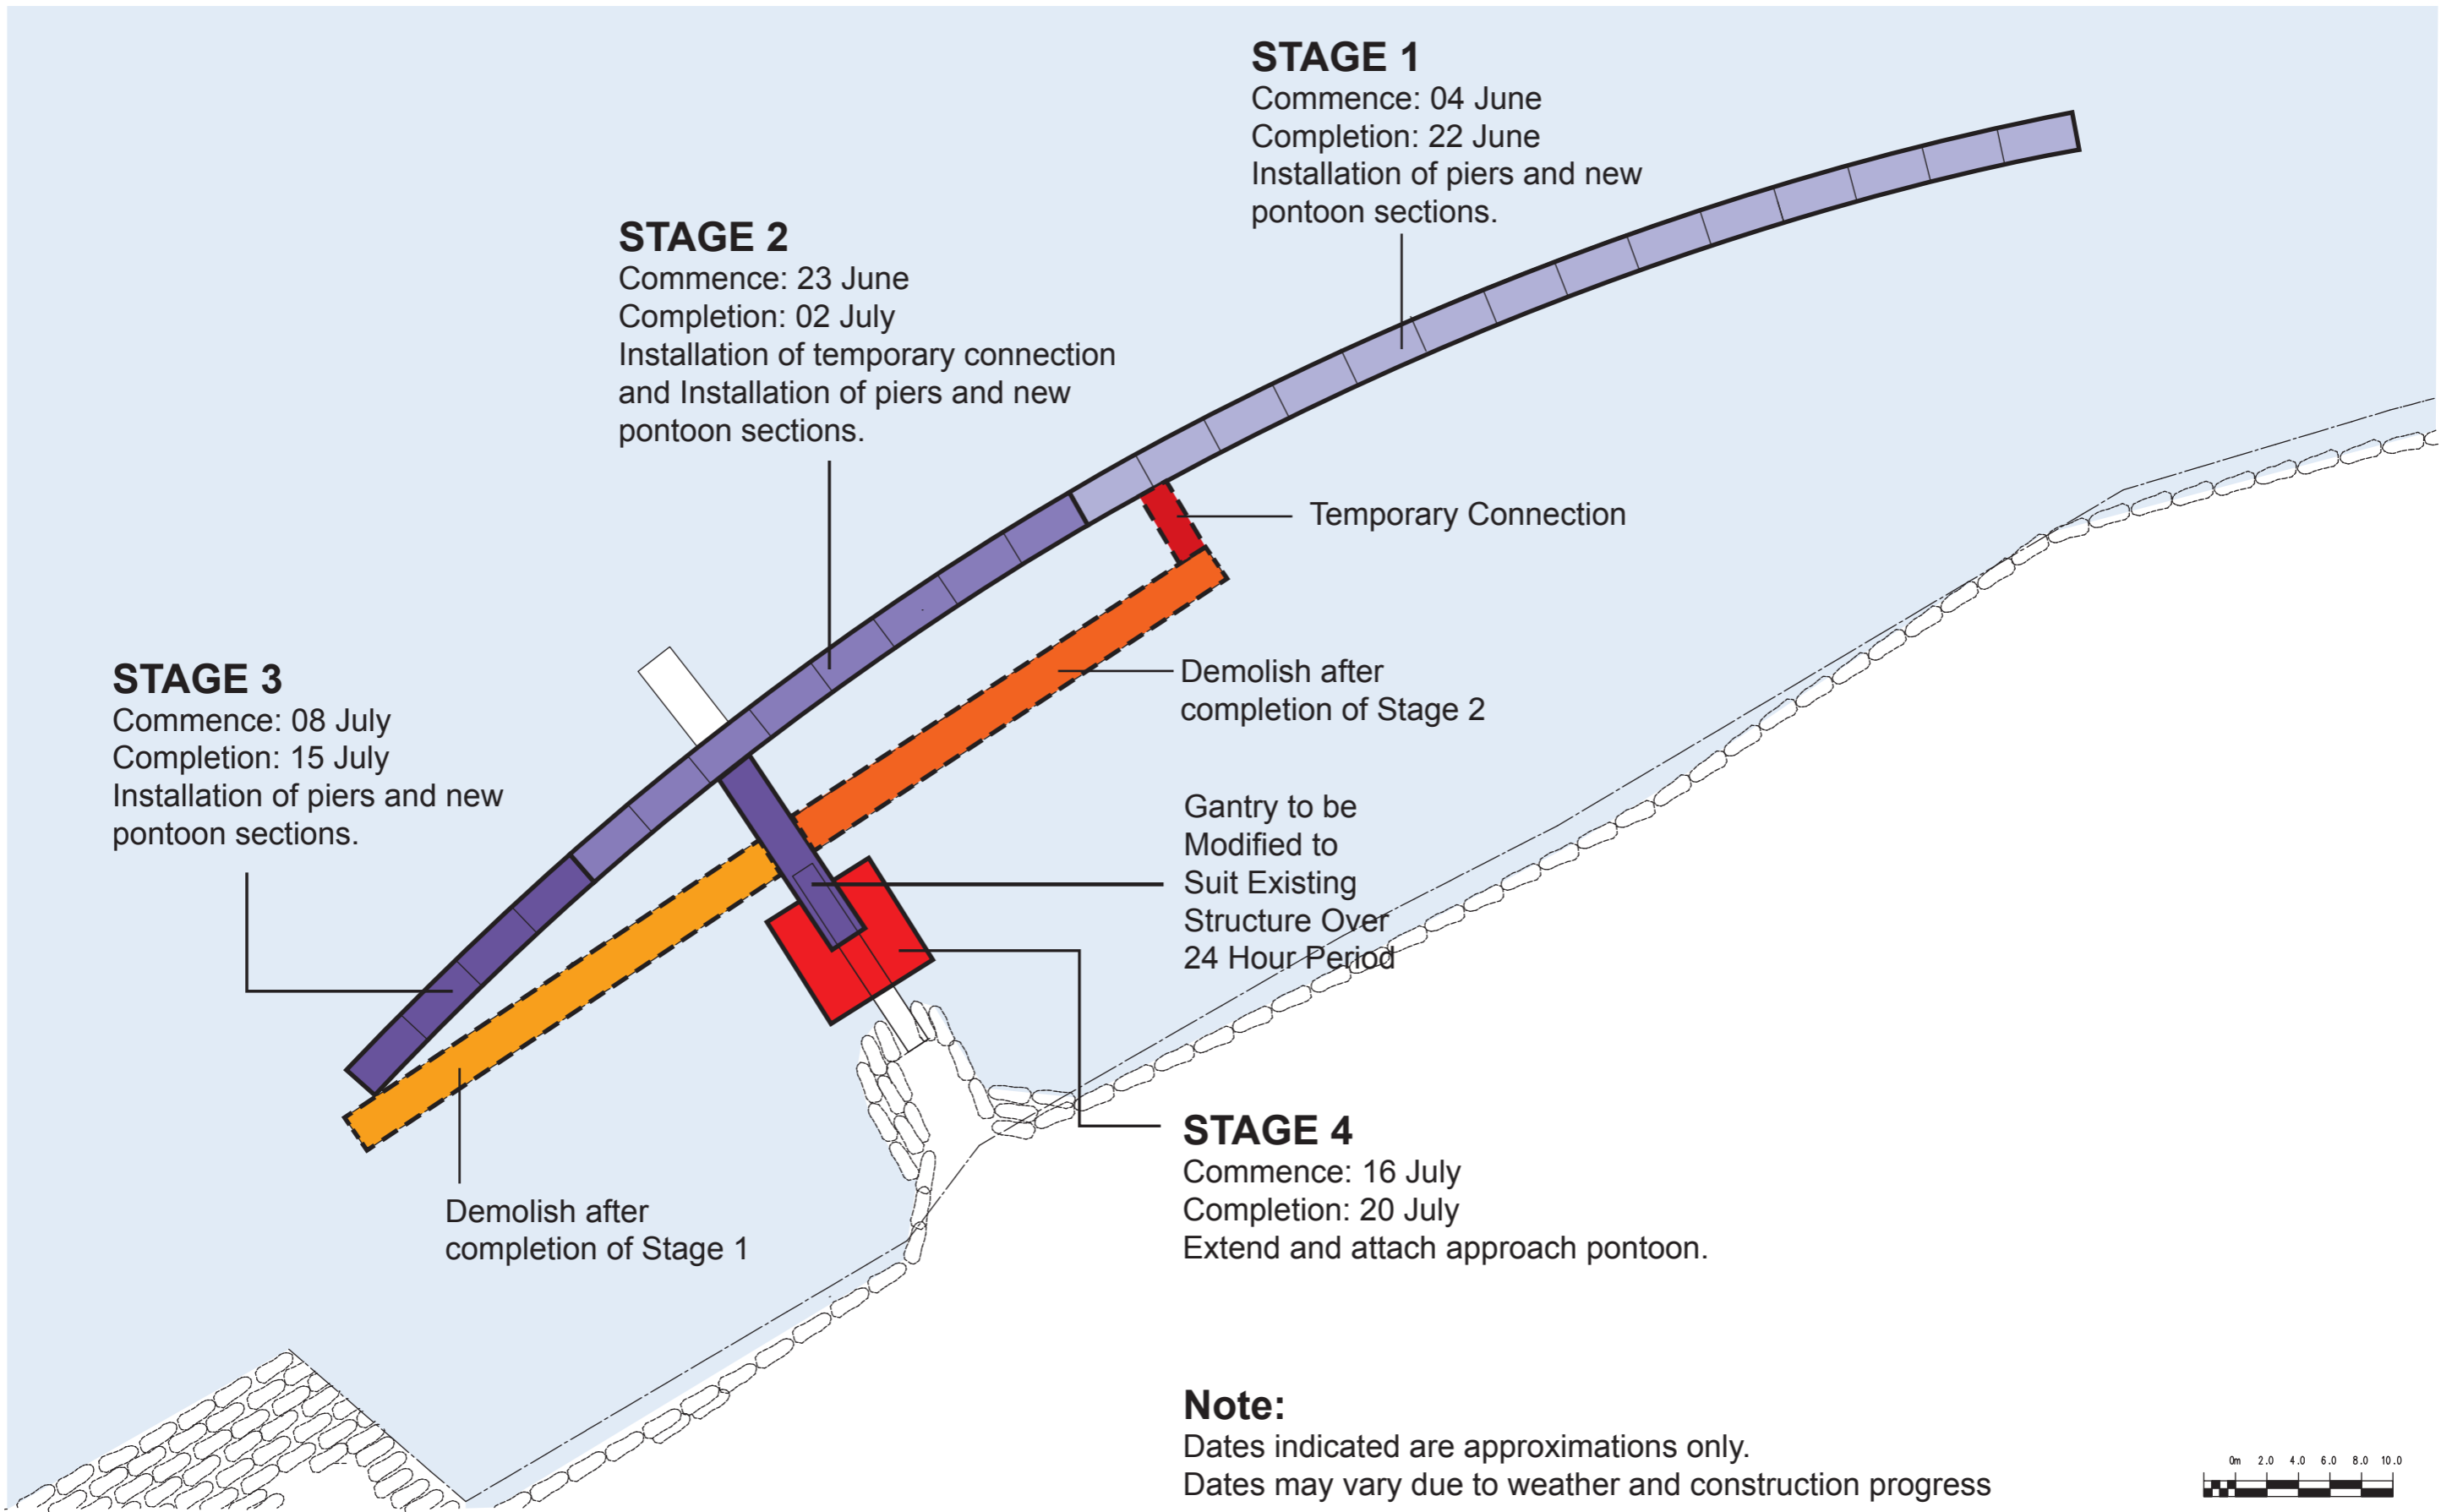 STAGE 1
Commence: 04 June
Completion: 22 June
Installation of piers and new
pontoon sections.
STAGE 2
Commence: 23 June
Completion: 02 July
Installation of temporary connection
and Installation of piers and new
pontoon sections.
Temporary Connection
STAGE 3
Commence: 08 July
Completion: 15 July
Installation of piers and new
pontoon sections.
Demolish after
completion of Stage 2
Gantry to be
Modified to
Suit Existing
Structure Over
24 Hour Period
STAGE 4
Commence: 16 July
Completion: 20 July
Extend and attach approach pontoon.
Demolish after
completion of Stage 1
Note:
Dates indicated are approximations only.
Dates may vary due to weather and construction progress
0m 2.0 4.0 6.0 8.0 10.0